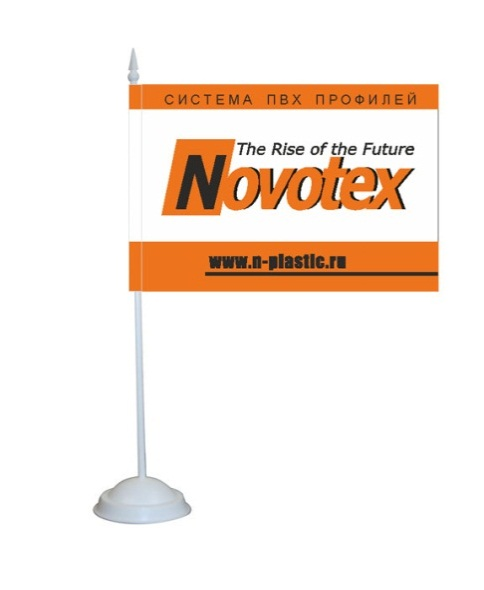 СИСТЕМА ПВХ ПРОФИЛЕЙ
The Rise of the Future
Novotex
www.n-plastic.ru